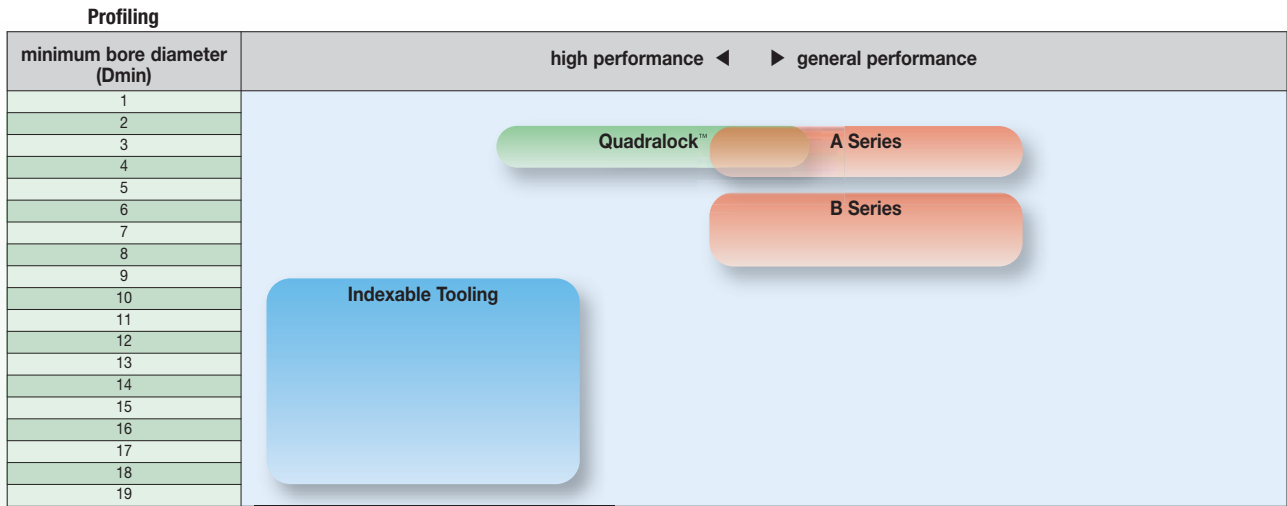 Profiling
minimum bore diameter
(Dmin)
high performance ◀ ▶ general performance
1
2
3
4
5
6
7
8
9
10
11
12
13
14
15
16
17
18
19
Quadralock™
A Series
B Series
Indexable Tooling